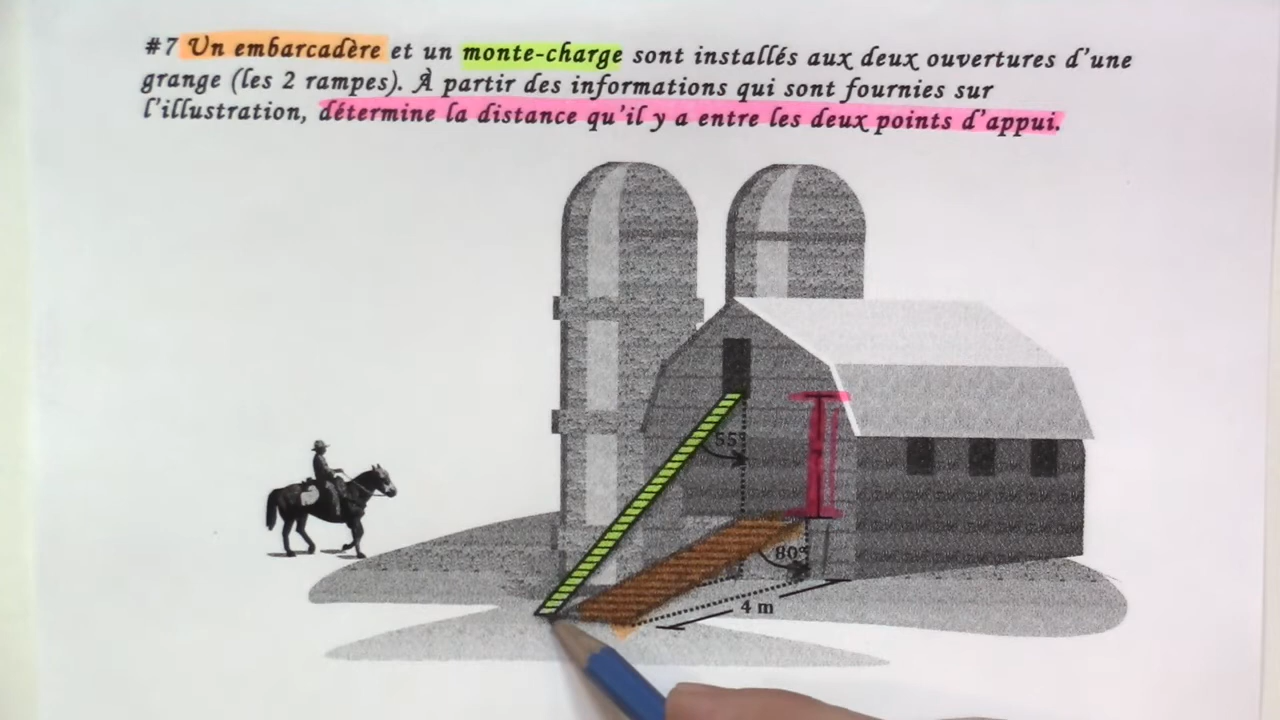 #7 Un embarcadère et un monte-charge sont installés aux deux ouvertures d'une
grange (les 2 rampes). À partir des informations qui sont fournies sur
l'illustration, détermine la distance qu'il y a entre les deux points d'appui.
55°
80°
4 m